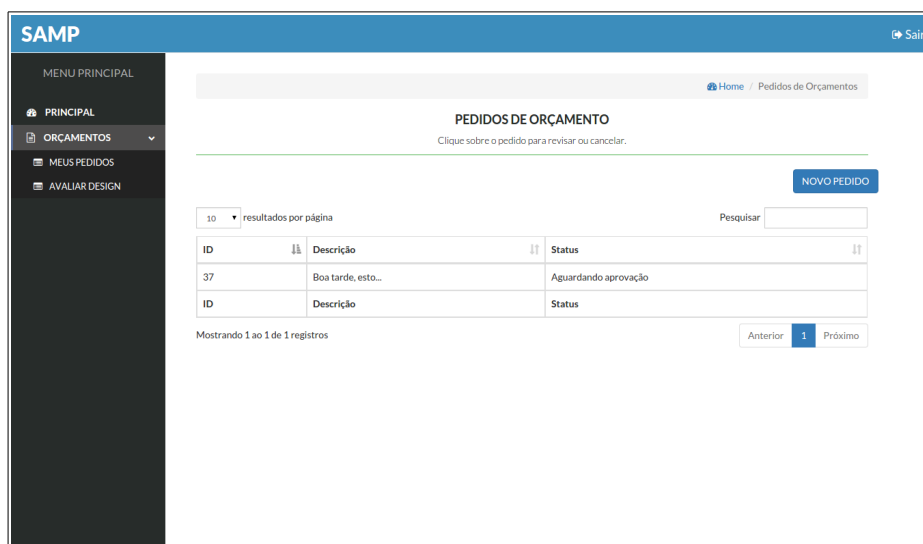 SAMP
Sair
MENU PRINCIPAL
PRINCIPAL
ORÇAMENTOS
MEUS PEDIDOS
AVALIAR DESIGN
Home / Pedidos de Orçamentos
PEDIDOS DE ORÇAMENTO
Clique sobre o pedido para revisar ou cancelar.
NOVO PEDIDO
10 resultados por página
Pesquisar
ID Descrição Status
37 Boa tarde, esto... Aguardando aprovação
ID Descrição Status
Mostrando 1 ao 1 de 1 registros
Anterior 1 Próximo